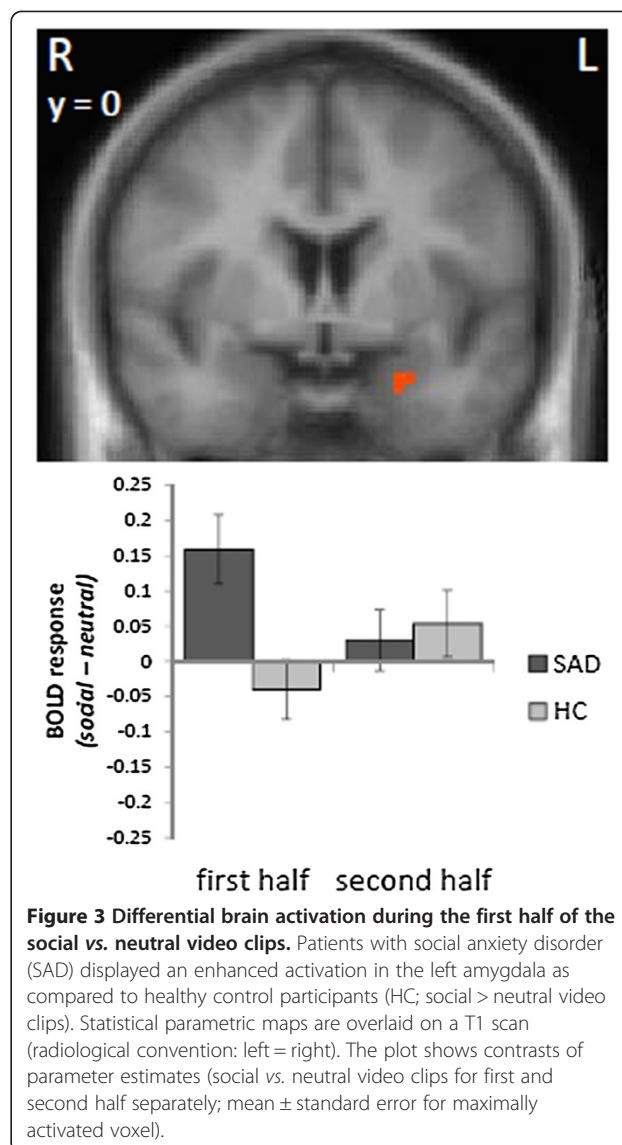 R L
y = 0
0.25
0.2
0.15
0.1
0.05
0
-0.05
-0.1
-0.15
-0.2
-0.25
BOLD response
(social – neutral)
SAD
HC
first half second half
Figure 3 Differential brain activation during the first half of the
social vs. neutral video clips. Patients with social anxiety disorder
(SAD) displayed an enhanced activation in the left amygdala as
compared to healthy control participants (HC; social > neutral video
clips). Statistical parametric maps are overlaid on a T1 scan
(radiological convention: left = right). The plot shows contrasts of
parameter estimates (social vs. neutral video clips for first and
second half separately; mean ± standard error for maximally
activated voxel).